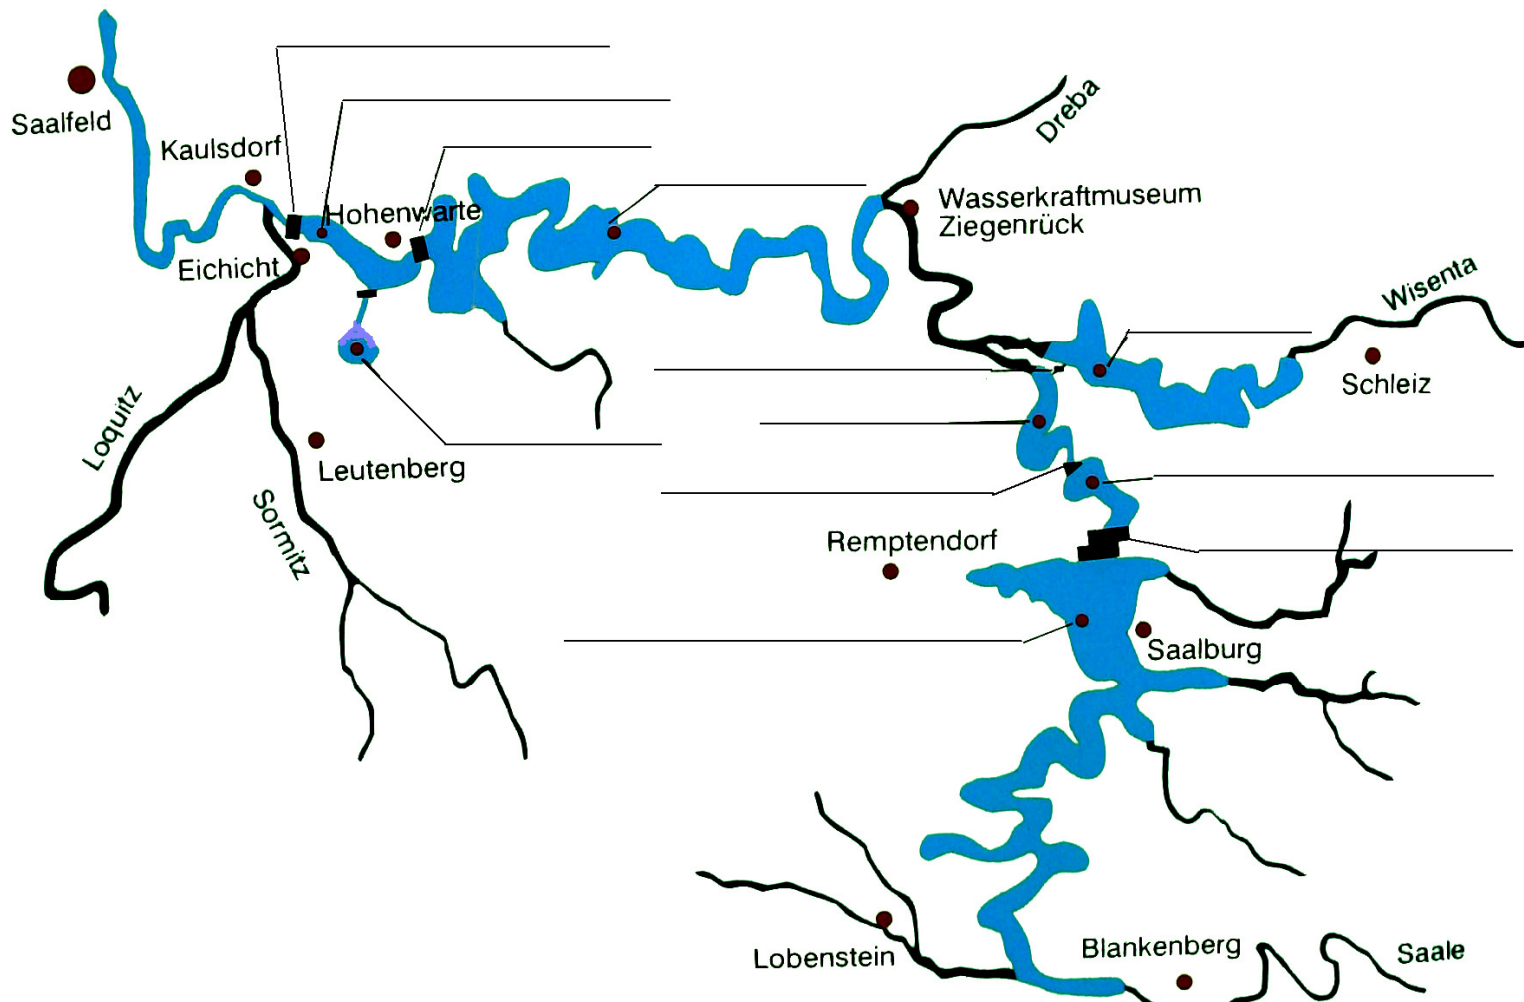 Saalfeld
Kaulsdorf
Hohenwarte
Eichicht
Dreba
Wasserkraftmuseum
Ziegenrück
Wisenta
Schleiz
Loquitz
Leutenberg
Sormitz
Remptendorf
Saalburg
Lobenstein
Blankenberg
Saale